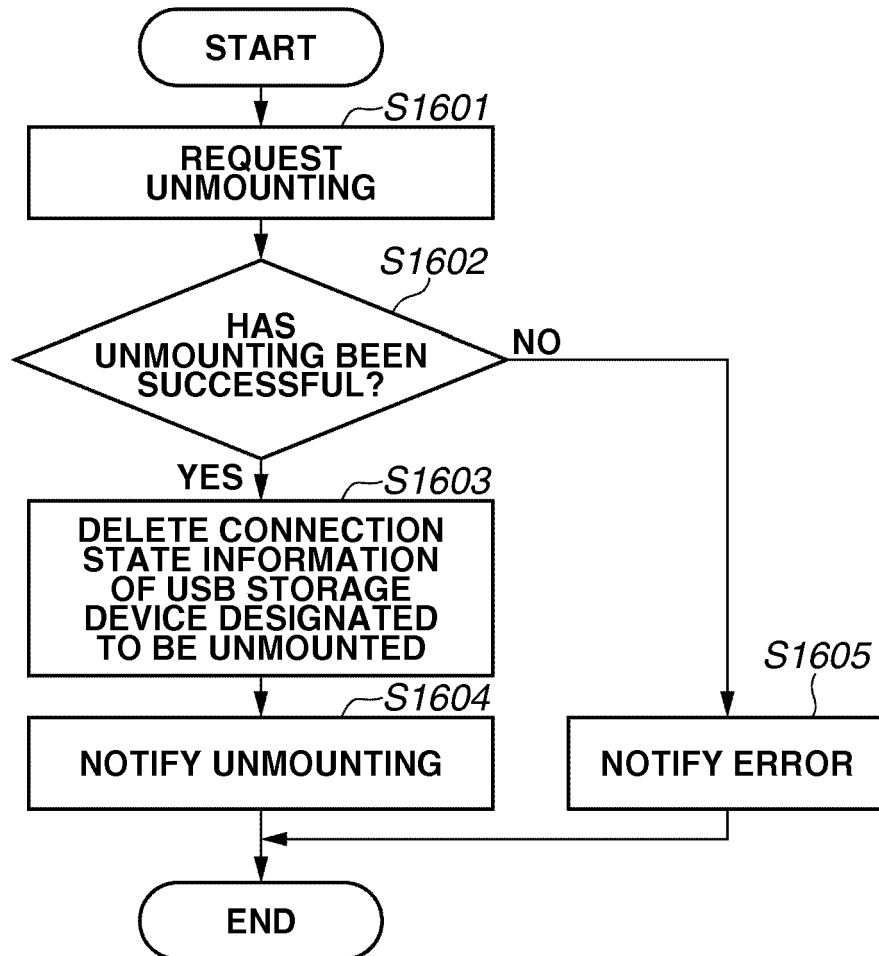 START
S1601
REQUEST
UNMOUNTING
S1602
HAS
UNMOUNTING BEEN
SUCCESSFUL?
NO
YES
S1603
DELETE CONNECTION
STATE INFORMATION
OF USB STORAGE
DEVICE DESIGNATED
TO BE UNMOUNTED
S1604
NOTIFY UNMOUNTING
S1605
NOTIFY ERROR
END